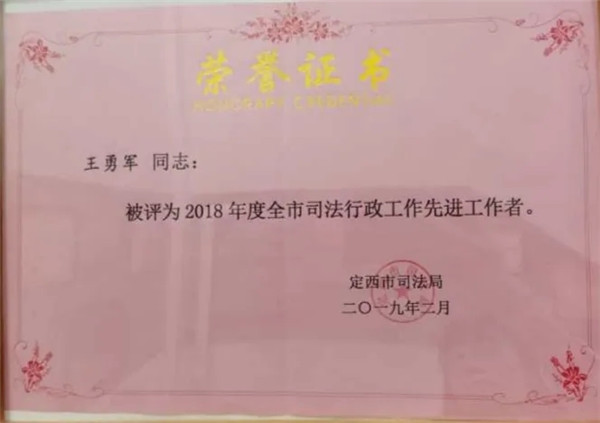 荣誉证书
HONORARY CREDENTIAL
王勇军 同志：
被评为2018年度全市司法行政工作先进工作者。
定西市司法局
二〇一九年二月